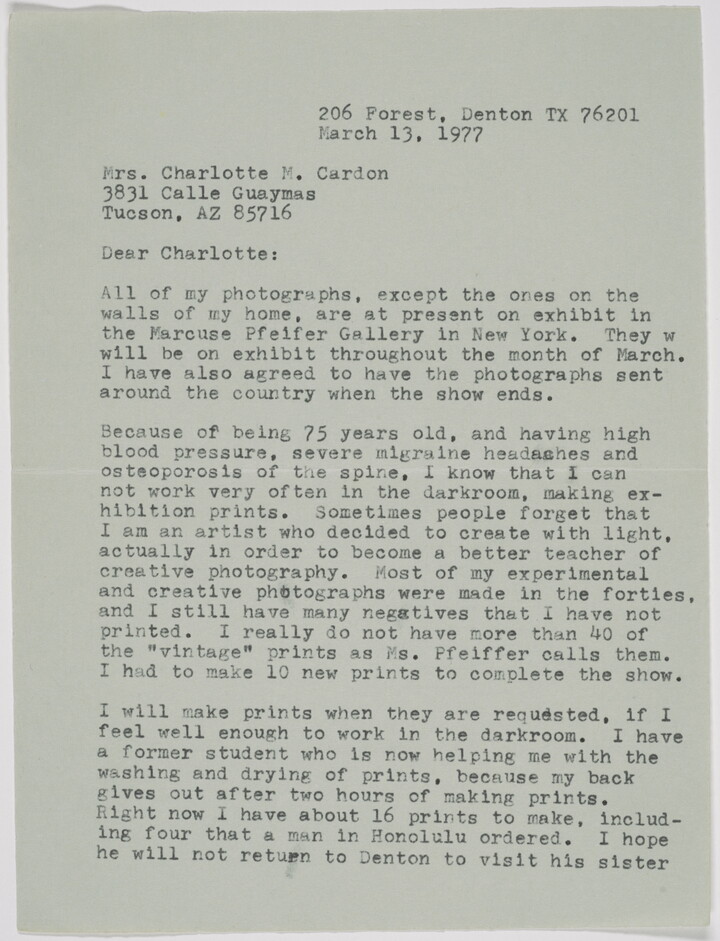 206 Forest, Denton TX 76201
March 13, 1977
Mrs. Charlotte M. Cardon
3831 Calle Guaymas
Tucson, AZ 85716
Dear Charlotte:
All of my photographs, except the ones on the
walls of my home, are at present on exhibit in
the Marcuse Pfeifer Gallery in New York.  They w
will be on exhibit throughout the month of March.
I have also agreed to have the photographs sent
around the country when the show ends.
Because of being 75 years old, and having high
blood pressure, severe migraine headashes and
osteoporosis of the spine, I know that I can
not work very often in the darkroom, making ex-
hibition prints.  Sometimes people forget that
I am an artist who decided to create with light,
actually in order to become a better teacher of
creative photography.  Most of my experimental
and creative photographs were made in the forties,
and I still have many negatives that I have not
printed.  I really do not have more than 40 of
the "vintage" prints as Ms. Pfeiffer calls them.
I had to make 10 new prints to complete the show.
I will make prints when they are requested, if I
feel well enough to work in the darkroom.  I have
a former student who is now helping me with the
washing and drying of prints, because my back
gives out after two hours of making prints.
Right now I have about 16 prints to make, includ-
ing four that a man in Honolulu ordered.  I hope
he will not return to Denton to visit his sister